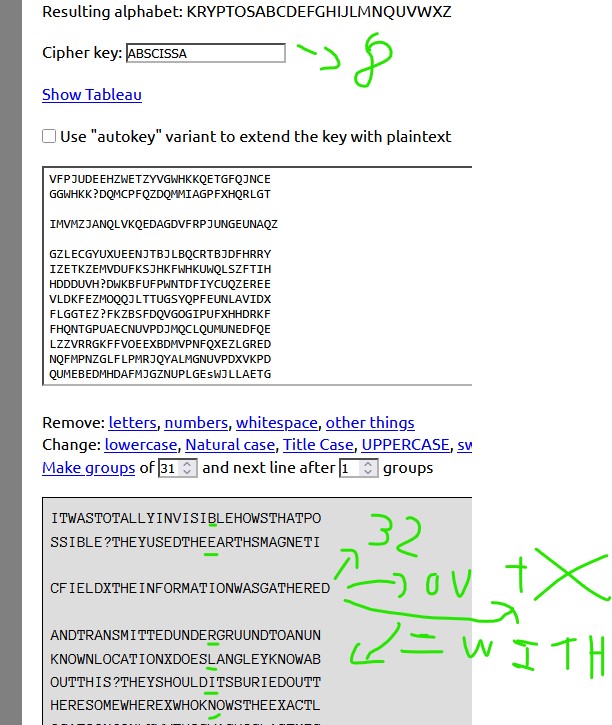 Resulting alphabet: KRYPTOSABCDEFGHIJLMNQUVWXZ
Cipher key: ABSCISSA → 8
Show Tableau
Use "autokey" variant to extend the key with plaintext
VFPJUDEEHZWETZYVGWHKKQETGFQJNCE
GGWHKK?DQMCPFQZDQMMIAGPFXHQRLGT
IMVMZJANQLVKQEDAGDVFRPJUNGEUNAQZ
GZLECGYUXUEENJTBJLBQCRTBJDFHRRY
IZETKZEMVDUFKSJHKFWHKUWQLSZFTIH
HDDDUVH?DWKBFUFPWNTDFIYCUQZEREE
VLDKFEZMOQQJLTTUGSYQPFEUNLAVIDX
FLGGTEZ?FKZBSFDQVGOGIPUFXHHDRKF
FHQNTGPUAECNUVPDJMQCLQUMUNEDFQE
LZZVRRGKFFVOEEXBDMVPNFQXEZLGRED
NQFMPNZGLFLPMRJQYALMGNUVPDXVKPD
QUMEBEDMHDAFMJGZNUPLGEsWJLLAETG
Remove: letters, numbers, whitespace, other things
Change: lowercase, Natural case, Title Case, UPPERCASE, sw
Make groups of 31 and next line after 1 groups
ITWASTOTALLYINVISIBLEHOWSTHATPO
SSIBLE?THEYUSEDTHEEARTHSMAGNETI 32
CFIELDXTHEINFORMATIONWASGATHERED → OV + X
ANDTRANSMITTEDUNDERGRUUNDTOANUN = WITH
KNOWNLOCATIONXDOESLANGLEYKNOWAB
OUTTHIS?THEYSHOULDITSBURIEDOUTT
HERESOMEWHEREXWHOKNOWSTHEEXACTL